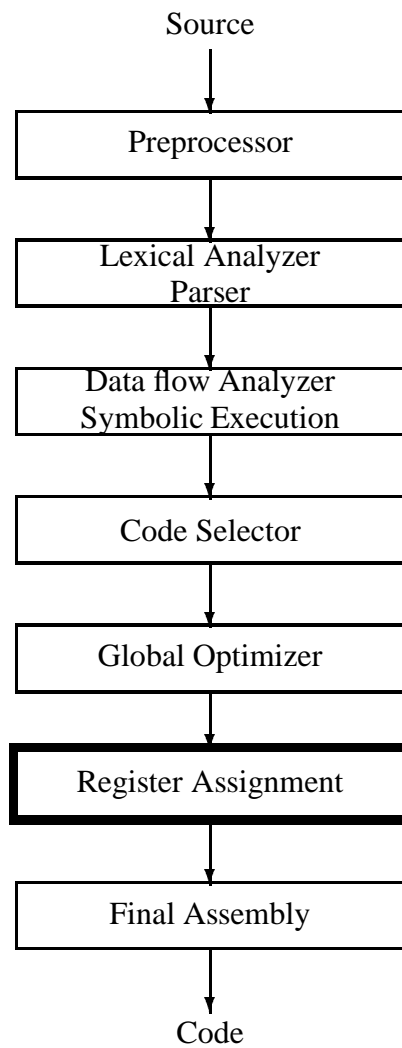 Source
Preprocessor
Lexical Analyzer
Parser
Data flow Analyzer
Symbolic Execution
Code Selector
Global Optimizer
Register Assignment
Final Assembly
Code